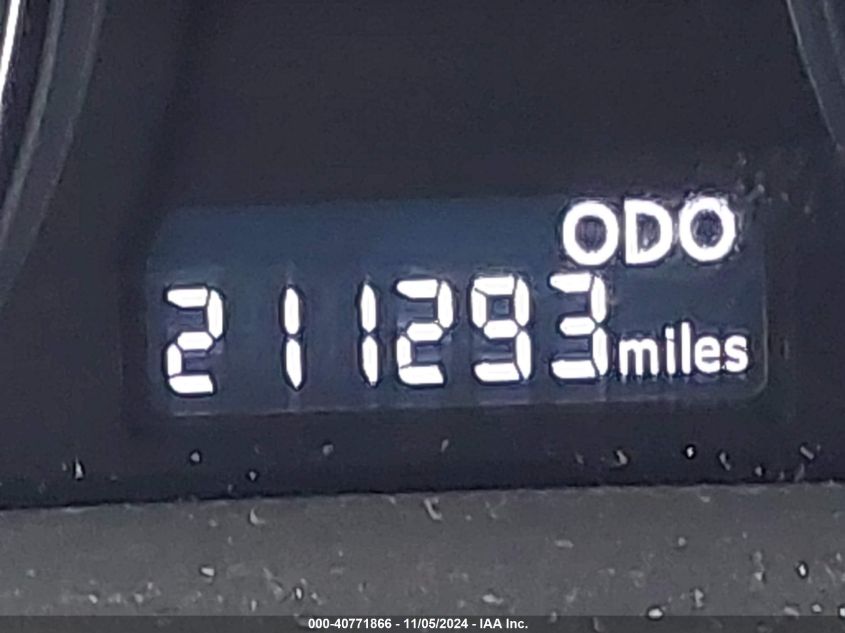 ODO
211293 miles
000-40771866 - 11/05/2024 - IAA Inc.